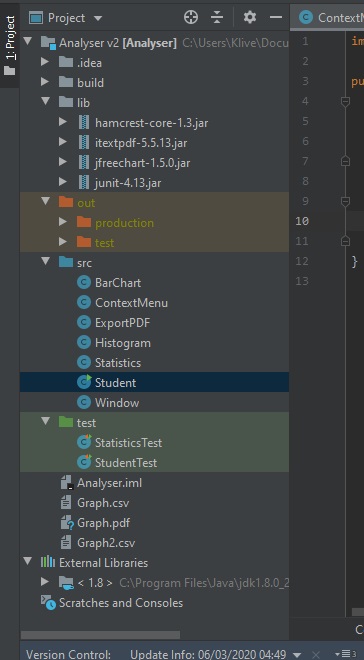 1: Project
Project
ContextM
Analyser v2 [Analyser] C:\Users\Klive\Docu
.idea
build
lib
hamcrest-core-1.3.jar
itextpdf-5.5.13.jar
jfreechart-1.5.0.jar
junit-4.13.jar
out
production
test
src
BarChart
ContextMenu
ExportPDF
Histogram
Statistics
Student
Window
test
StatisticsTest
StudentTest
Analyser.iml
Graph.csv
Graph.pdf
Graph2.csv
External Libraries
< 1.8 > C:\Program Files\Java\jdk1.8.0_2
Scratches and Consoles
1 im
2
3 pu
4
7
8
9
10
11
12 }
13
C
Version Control: Update Info: 06/03/2020 04:49